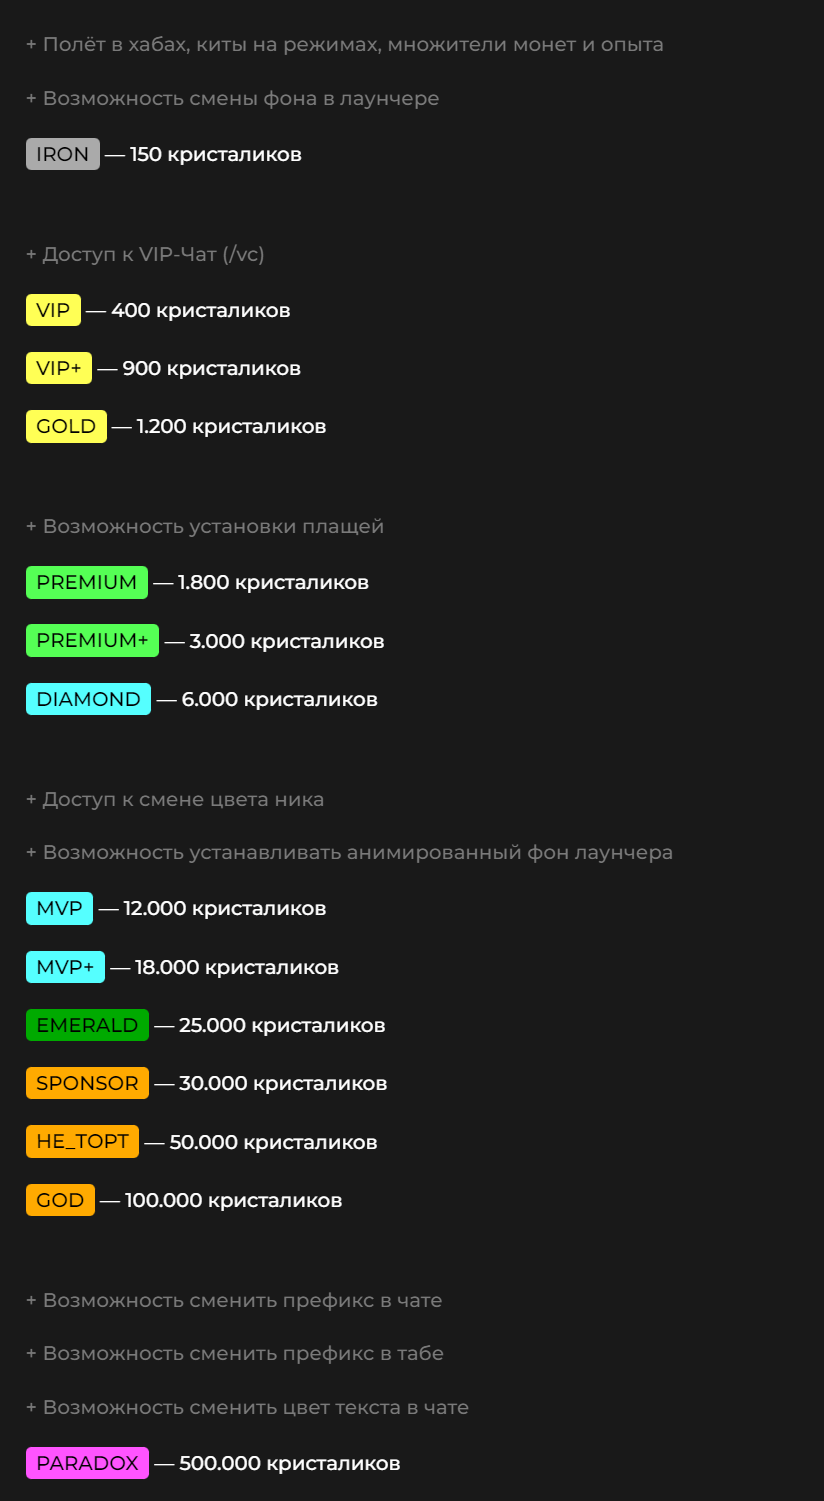 + Полёт в хабах, киты на режимах, множители монет и опыта
+ Возможность смены фона в лаунчере
IRON — 150 кристаликов
+ Доступ к VIP-Чат (/vc)
VIP — 400 кристаликов
VIP+ — 900 кристаликов
GOLD — 1.200 кристаликов
+ Возможность установки плащей
PREMIUM — 1.800 кристаликов
PREMIUM+ — 3.000 кристаликов
DIAMOND — 6.000 кристаликов
+ Доступ к смене цвета ника
+ Возможность устанавливать анимированный фон лаунчера
MVP — 12.000 кристаликов
MVP+ — 18.000 кристаликов
EMERALD — 25.000 кристаликов
SPONSOR — 30.000 кристаликов
НЕ_ТОРТ — 50.000 кристаликов
GOD — 100.000 кристаликов
+ Возможность сменить префикс в чате
+ Возможность сменить префикс в табе
+ Возможность сменить цвет текста в чате
PARADOX — 500.000 кристаликов